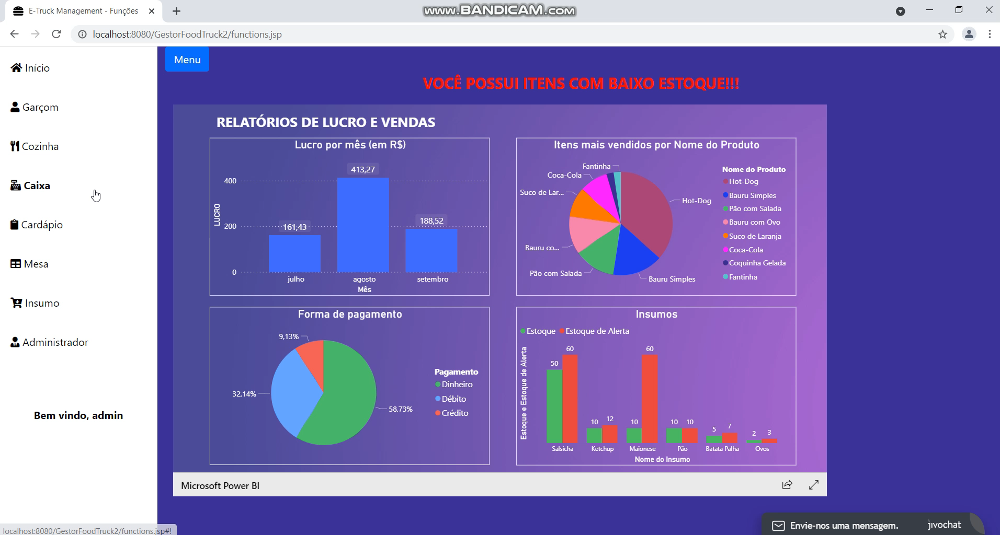 E-Truck Management - Funções
www.BANDICAM.com
localhost:8080/GestorFoodTruck2/functions.jsp
Início
Garçom
Cozinha
Caixa
Cardápio
Mesa
Insumo
Administrador
Bem vindo, admin
Menu
VOCÊ POSSUI ITENS COM BAIXO ESTOQUE!!!
RELATÓRIOS DE LUCRO E VENDAS
Lucro por mês (em R$)
LUCRO
400
200
0
161,43
413,27
188,52
julho
agosto
setembro
Mês
Itens mais vendidos por Nome do Produto
Fantinha
Coca-Cola
Suco de Lar...
Bauru co...
Pão com Salada
Bauru Simples
Hot-Dog
Nome do Produto
Hot-Dog
Bauru Simples
Pão com Salada
Bauru com Ovo
Suco de Laranja
Coca-Cola
Coquinha Gelada
Fantinha
Forma de pagamento
9,13%
32,14%
58,73%
Pagamento
Dinheiro
Débito
Crédito
Insumos
Estoque
Estoque de Alerta
Estoque e Estoque de Alerta
50
60
10
12
10
60
10
10
5
7
2
3
Salsicha
Ketchup
Maionese
Pão
Batata Palha
Ovos
Nome do Insumo
Microsoft Power BI
Envie-nos uma mensagem.
jivochat
localhost:8080/GestorFoodTruck2/functions.jsp#!